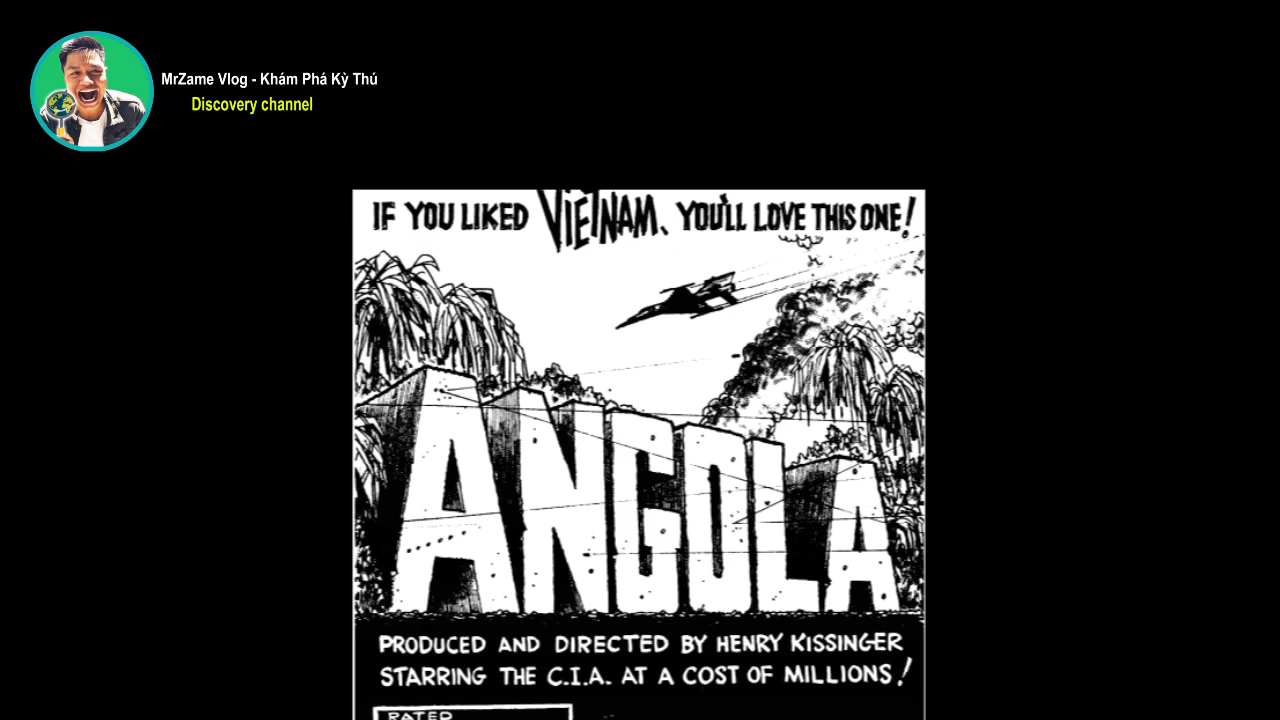 MrZame Vlog - Khám Phá Kỳ Thú
Discovery channel
IF YOU LIKED VIETNAM, YOU'LL LOVE THIS ONE!
ANGOLA
PRODUCED AND DIRECTED BY HENRY KISSINGER
STARRING THE C.I.A. AT A COST OF MILLIONS!
RATED